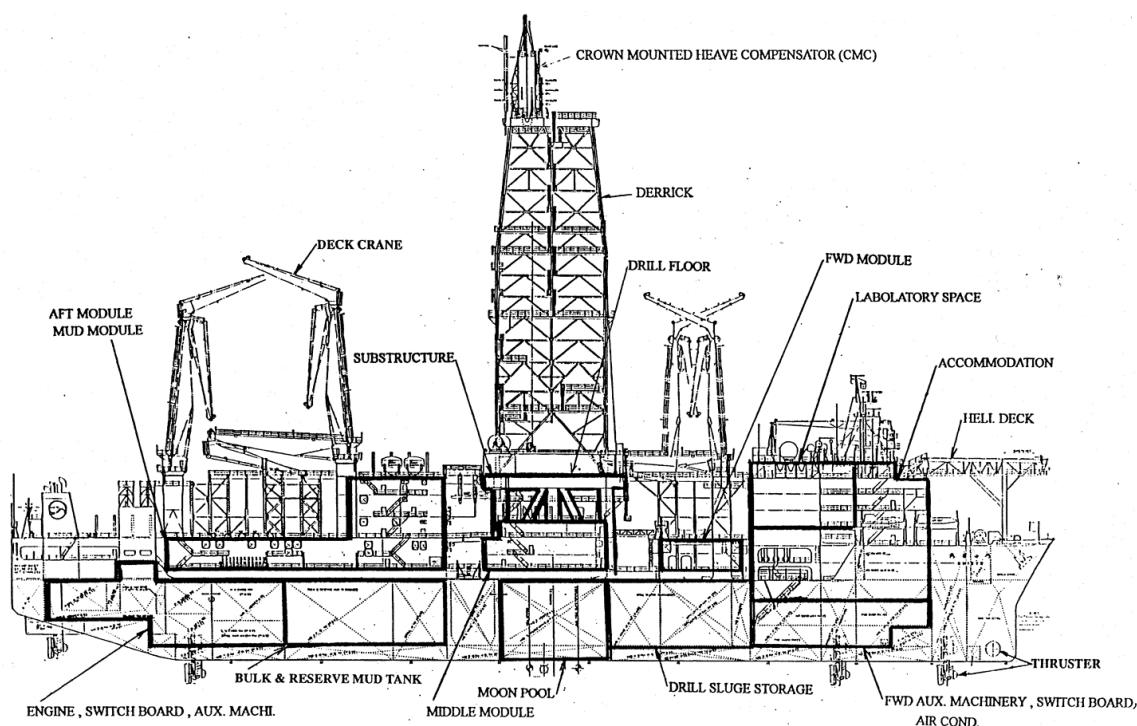 CROWN MOUNTED HEAVE COMPENSATOR (CMC)
DERRICK
DECK CRANE
DRILL FLOOR
FWD MODULE
LABOLATORY SPACE
AFT MODULE
MUD MODULE
SUBSTRUCTURE
ACCOMMODATION
HELI. DECK
BULK & RESERVE MUD TANK
MOON POOL
MIDDLE MODULE
DRILL SLUGE STORAGE
THRUSTER
ENGINE , SWITCH BOARD , AUX. MACHI.
FWD AUX. MACHINERY , SWITCH BOARD,
AIR COND.